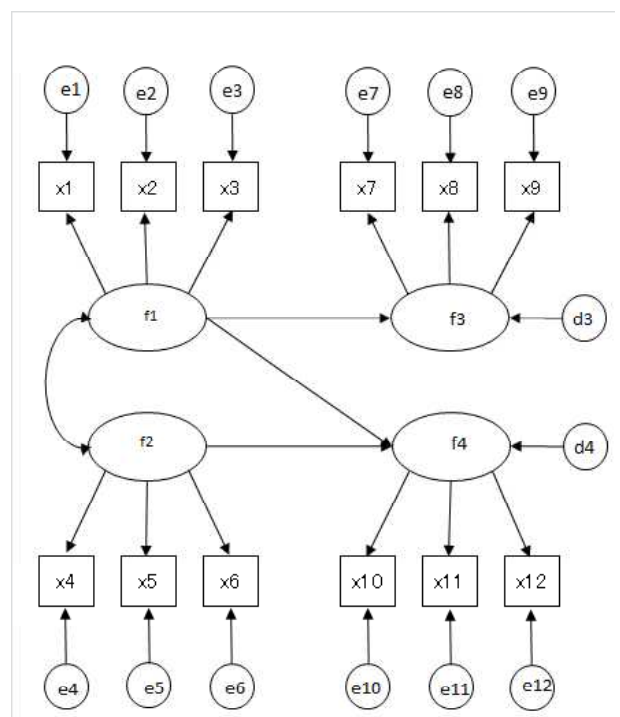 e1 e2 e3 e7 e8 e9
x1 x2 x3 x7 x8 x9
f1 f3 d3
f2 f4 d4
x4 x5 x6 x10 x11 x12
e4 e5 e6 e10 e11 e12